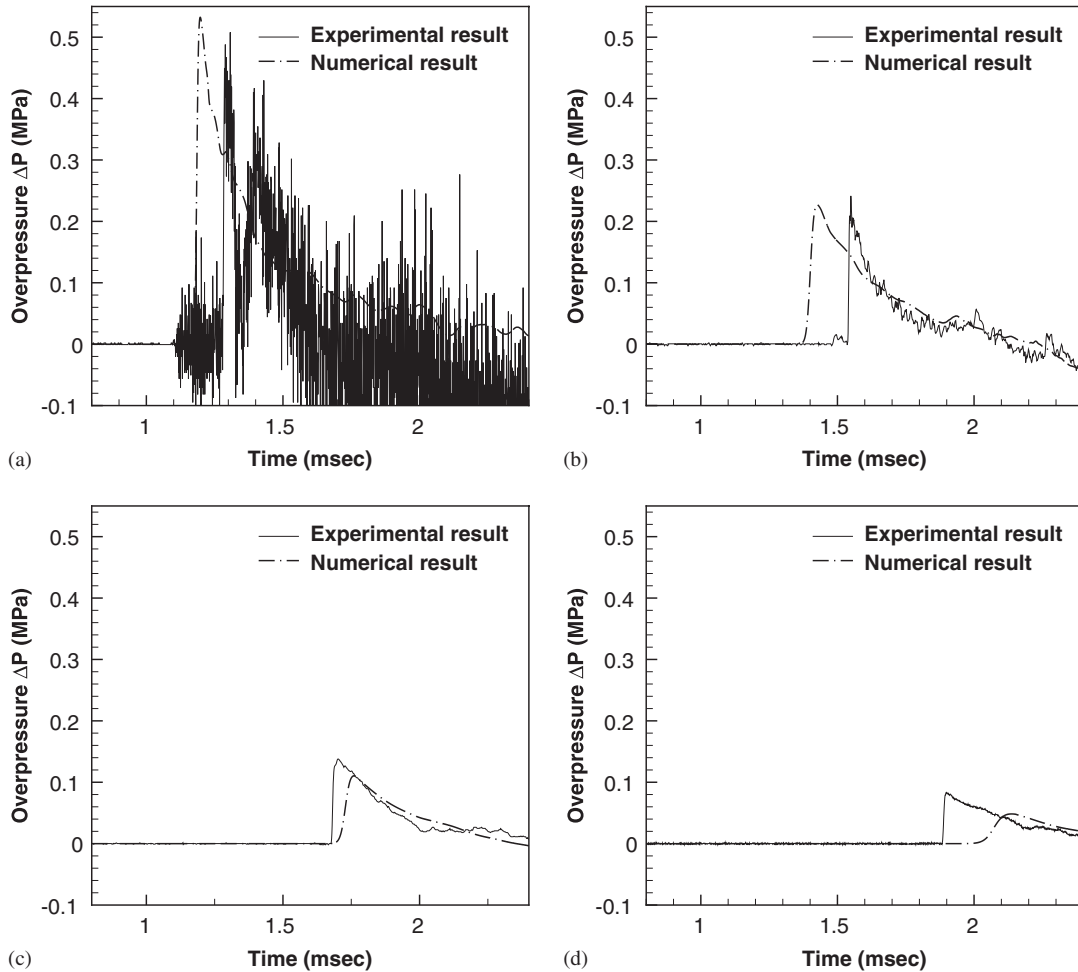 0.5
0.4
0.3
0.2
0.1
0
-0.1
Overpressure ΔP (MPa)
Experimental result
Numerical result
1
1.5
2
Time (msec)
(a)
0.5
0.4
0.3
0.2
0.1
0
-0.1
Overpressure ΔP (MPa)
Experimental result
Numerical result
1
1.5
2
Time (msec)
(b)
0.5
0.4
0.3
0.2
0.1
0
-0.1
Overpressure ΔP (MPa)
Experimental result
Numerical result
1
1.5
2
Time (msec)
(c)
0.5
0.4
0.3
0.2
0.1
0
-0.1
Overpressure ΔP (MPa)
Experimental result
Numerical result
1
1.5
2
Time (msec)
(d)